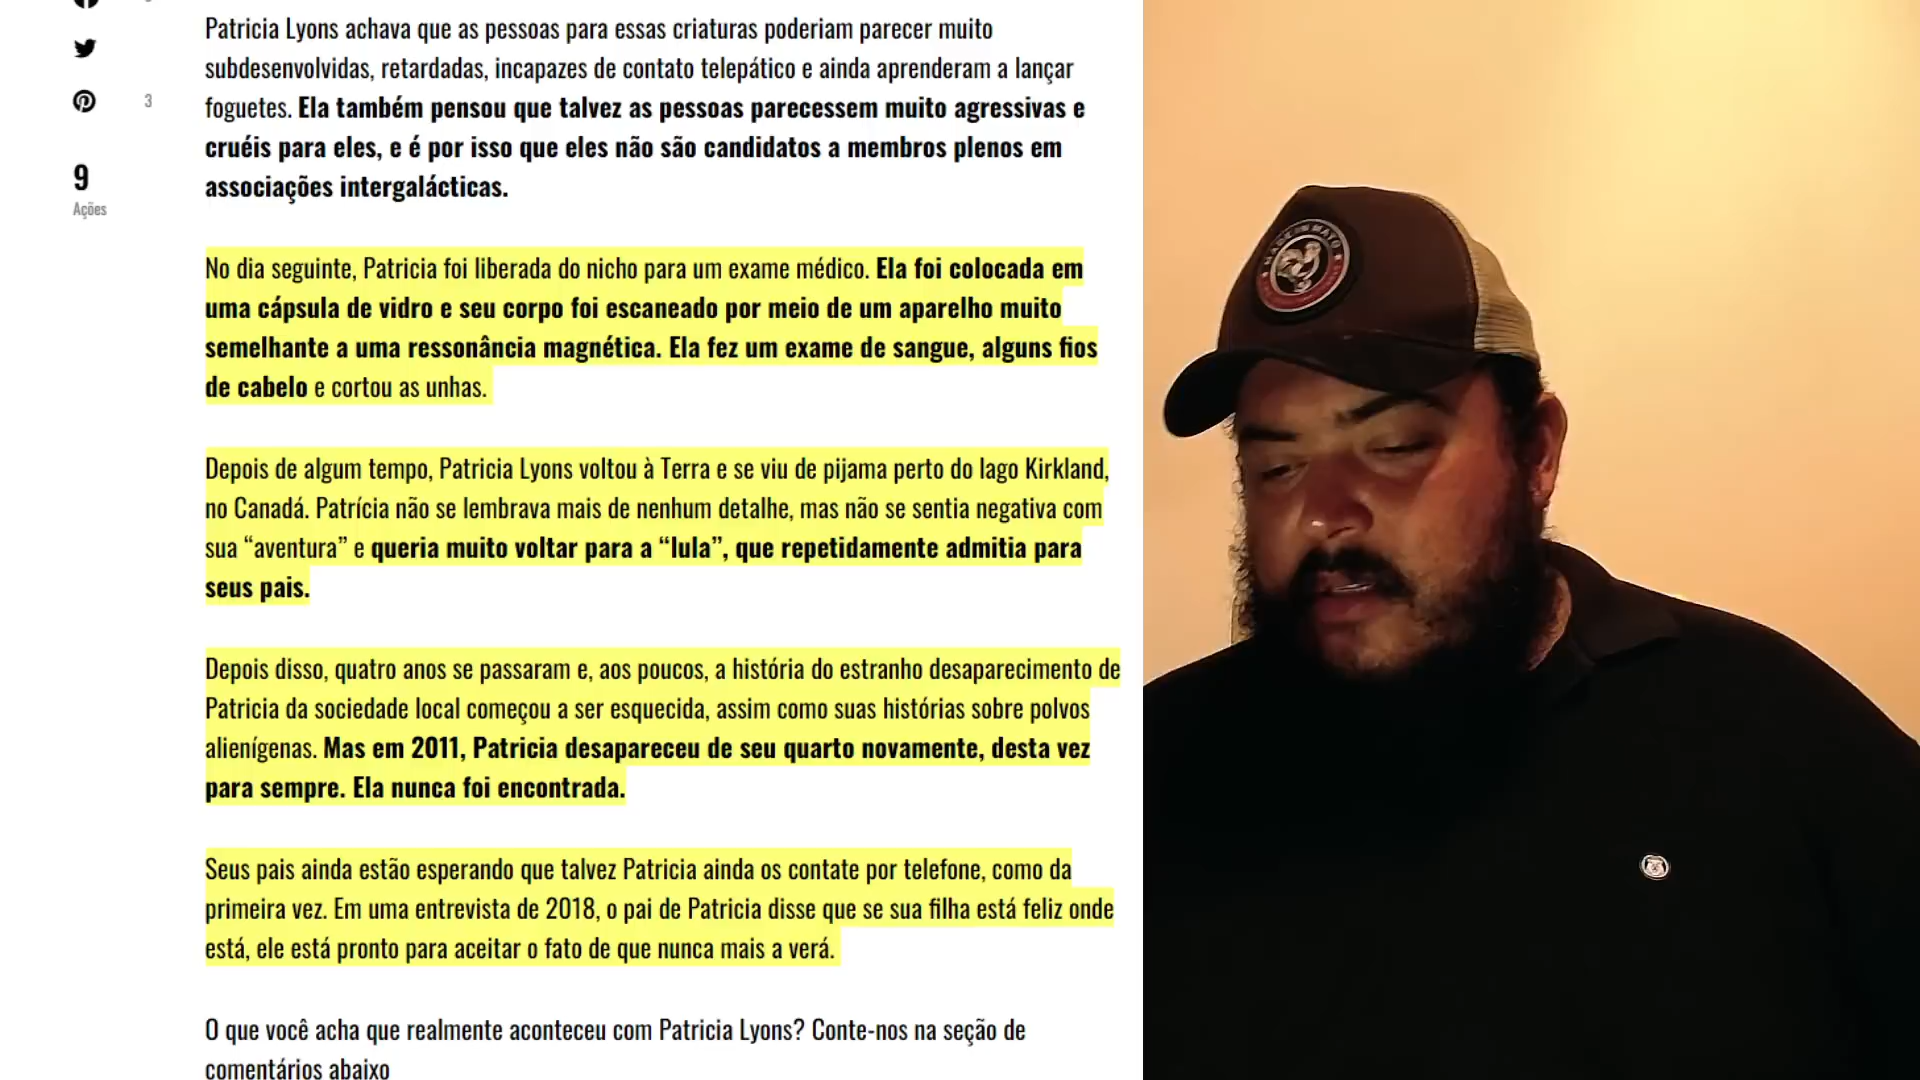 Patricia Lyons achava que as pessoas para essas criaturas poderiam parecer muito
subdesenvolvidas, retardadas, incapazes de contato telepático e ainda aprenderam a lançar
foguetes. Ela também pensou que talvez as pessoas parecessem muito agressivas e
cruéis para eles, e é por isso que eles não são candidatos a membros plenos em
associações intergalácticas.
3
9
Ações
No dia seguinte, Patricia foi liberada do nicho para um exame médico. Ela foi colocada em
uma cápsula de vidro e seu corpo foi escaneado por meio de um aparelho muito
semelhante a uma ressonância magnética. Ela fez um exame de sangue, alguns fios
de cabelo e cortou as unhas.
Depois de algum tempo, Patricia Lyons voltou à Terra e se viu de pijama perto do lago Kirkland,
no Canadá. Patrícia não se lembrava mais de nenhum detalhe, mas não se sentia negativa com
sua “aventura” e queria muito voltar para a “lula”, que repetidamente admitia para
seus pais.
Depois disso, quatro anos se passaram e, aos poucos, a história do estranho desaparecimento de
Patricia da sociedade local começou a ser esquecida, assim como suas histórias sobre polvos
alienígenas. Mas em 2011, Patricia desapareceu de seu quarto novamente, desta vez
para sempre. Ela nunca foi encontrada.
Seus pais ainda estão esperando que talvez Patricia ainda os contate por telefone, como da
primeira vez. Em uma entrevista de 2018, o pai de Patricia disse que se sua filha está feliz onde
está, ele está pronto para aceitar o fato de que nunca mais a verá.
O que você acha que realmente aconteceu com Patricia Lyons? Conte-nos na seção de
comentários abaixo